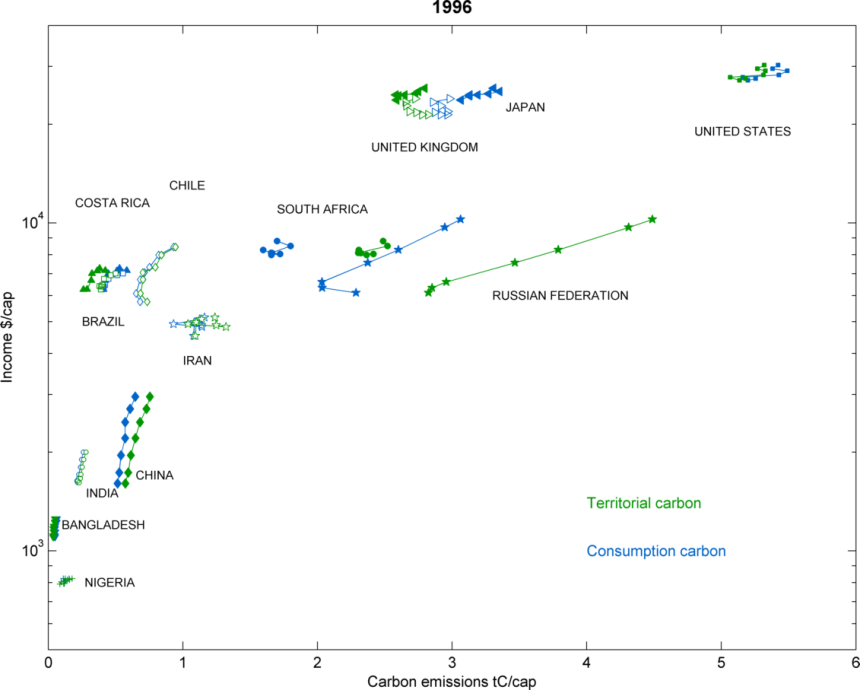 1996
JAPAN
UNITED STATES
UNITED KINGDOM
CHILE
COSTA RICA
SOUTH AFRICA
10⁴
RUSSIAN FEDERATION
BRAZIL
IRAN
Income $/cap
CHINA
INDIA
Territorial carbon
BANGLADESH
Consumption carbon
10³
NIGERIA
0 1 2 3 4 5 6
Carbon emissions tC/cap